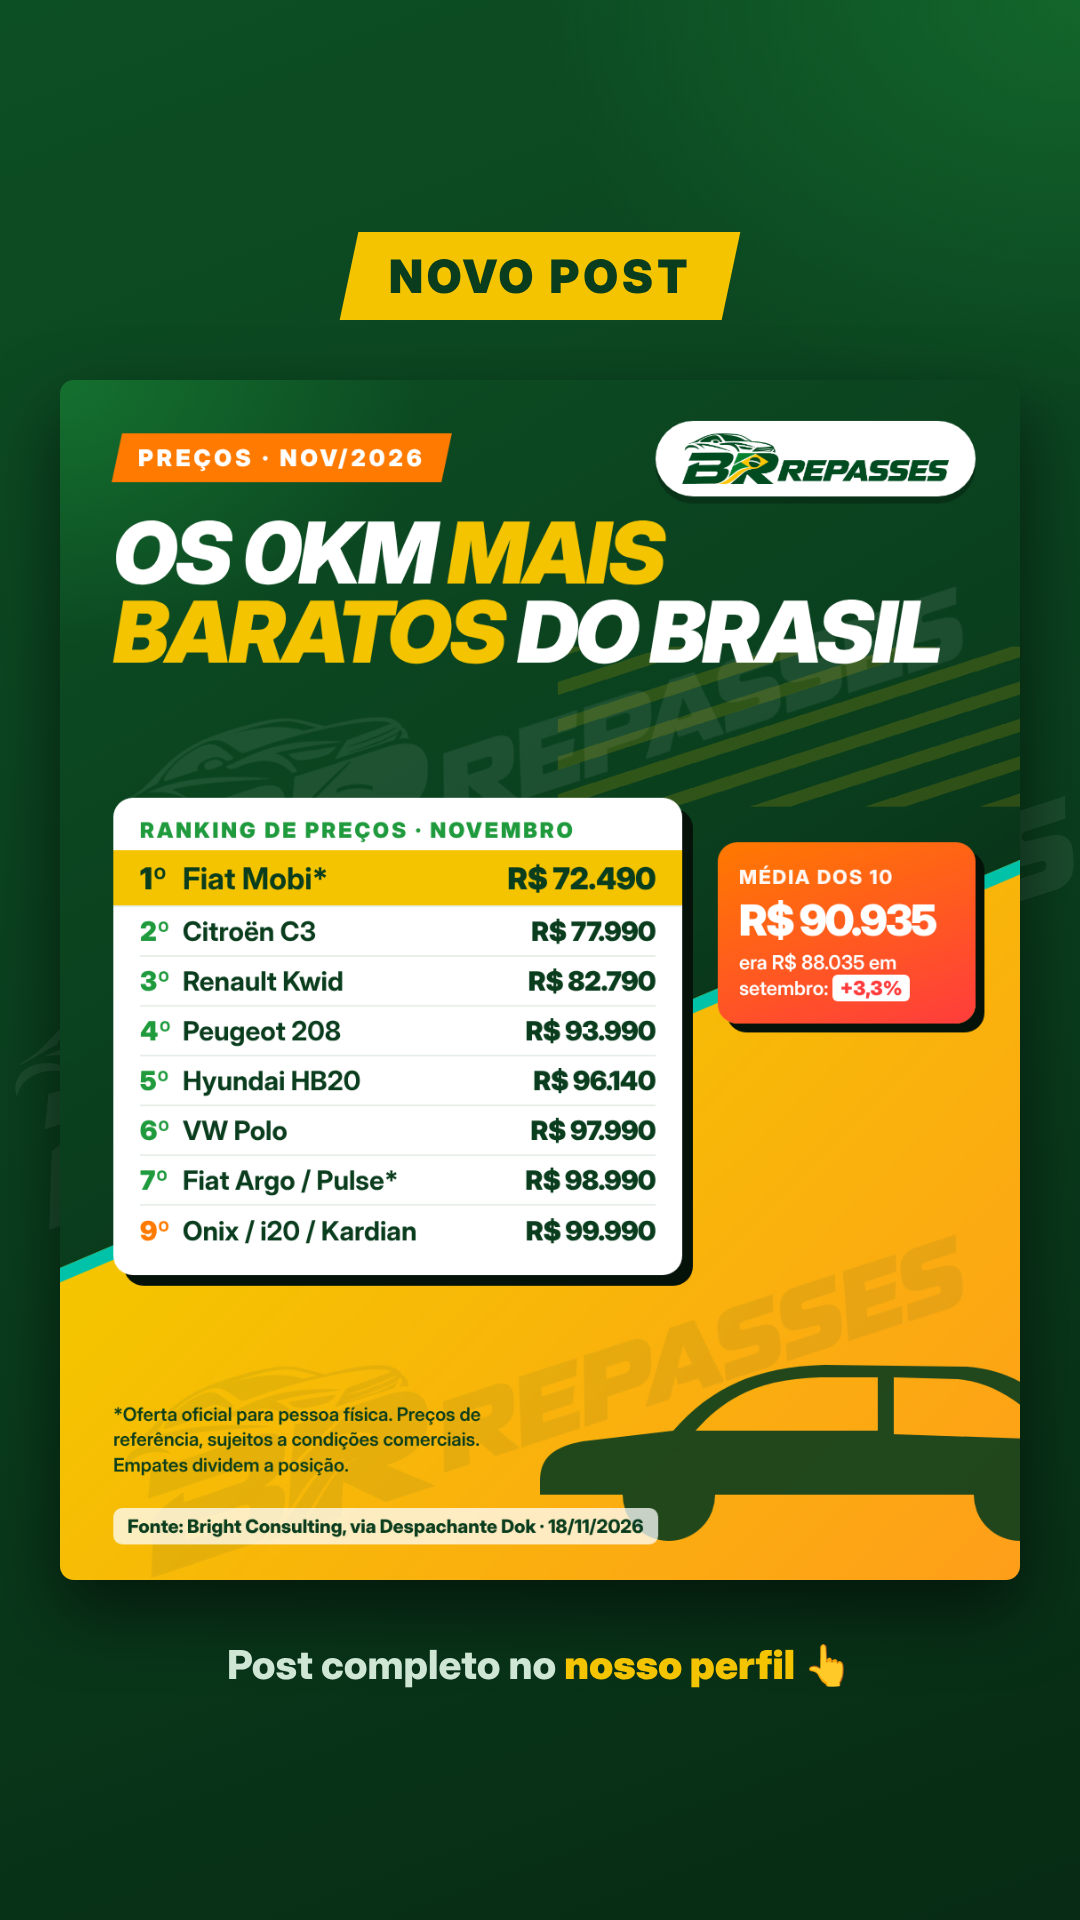 NOVO POST
PREÇOS · NOV/2026
BR REPASSES
OS 0KM MAIS
BARATOS DO BRASIL
REPASSES
RANKING DE PREÇOS · NOVEMBRO
1º Fiat Mobi* R$ 72.490
2º Citroën C3 R$ 77.990
3º Renault Kwid R$ 82.790
4º Peugeot 208 R$ 93.990
5º Hyundai HB20 R$ 96.140
6º VW Polo R$ 97.990
7º Fiat Argo / Pulse* R$ 98.990
9º Onix / i20 / Kardian R$ 99.990
MÉDIA DOS 10
R$ 90.935
era R$ 88.035 em
setembro: +3,3%
BR REPASSES
*Oferta oficial para pessoa física. Preços de
referência, sujeitos a condições comerciais.
Empates dividem a posição.
Fonte: Bright Consulting, via Despachante Dok · 18/11/2026
Post completo no nosso perfil 👆